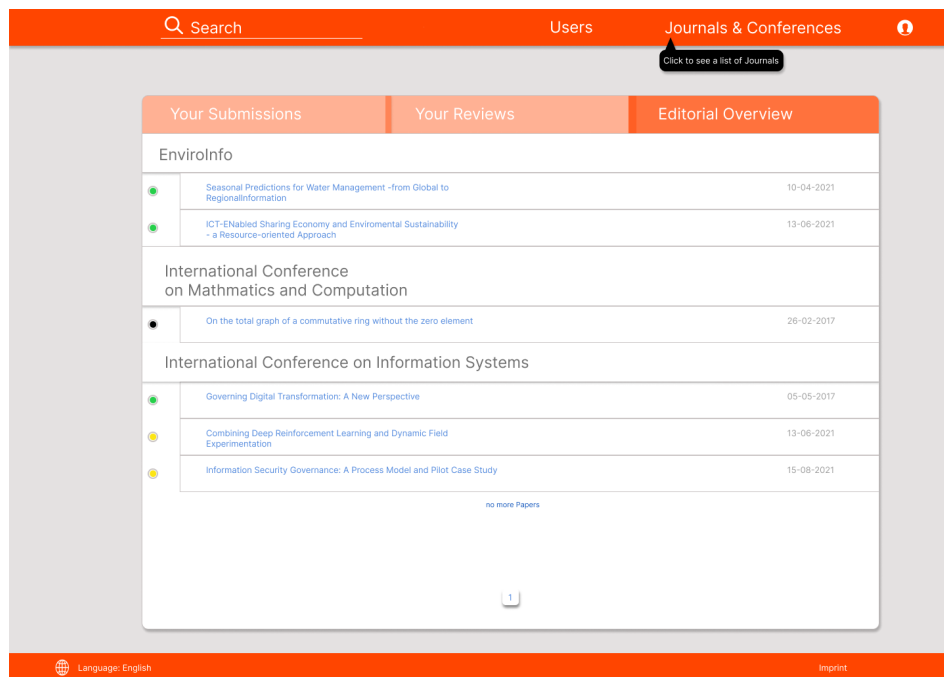 Search
Users
Journals & Conferences
Click to see a list of Journals
Your Submissions
Your Reviews
Editorial Overview
EnviroInfo
Seasonal Predictions for Water Management -from Global to
RegionalInformation
10-04-2021
ICT-ENabled Sharing Economy and Enviromental Sustainability
- a Resource-oriented Approach
13-06-2021
International Conference
on Mathmatics and Computation
On the total graph of a commutative ring without the zero element
26-02-2017
International Conference on Information Systems
Governing Digital Transformation: A New Perspective
05-05-2017
Combining Deep Reinforcement Learning and Dynamic Field
Experimentation
13-06-2021
Information Security Governance: A Process Model and Pilot Case Study
15-08-2021
no more Papers
1
Language: English
Imprint